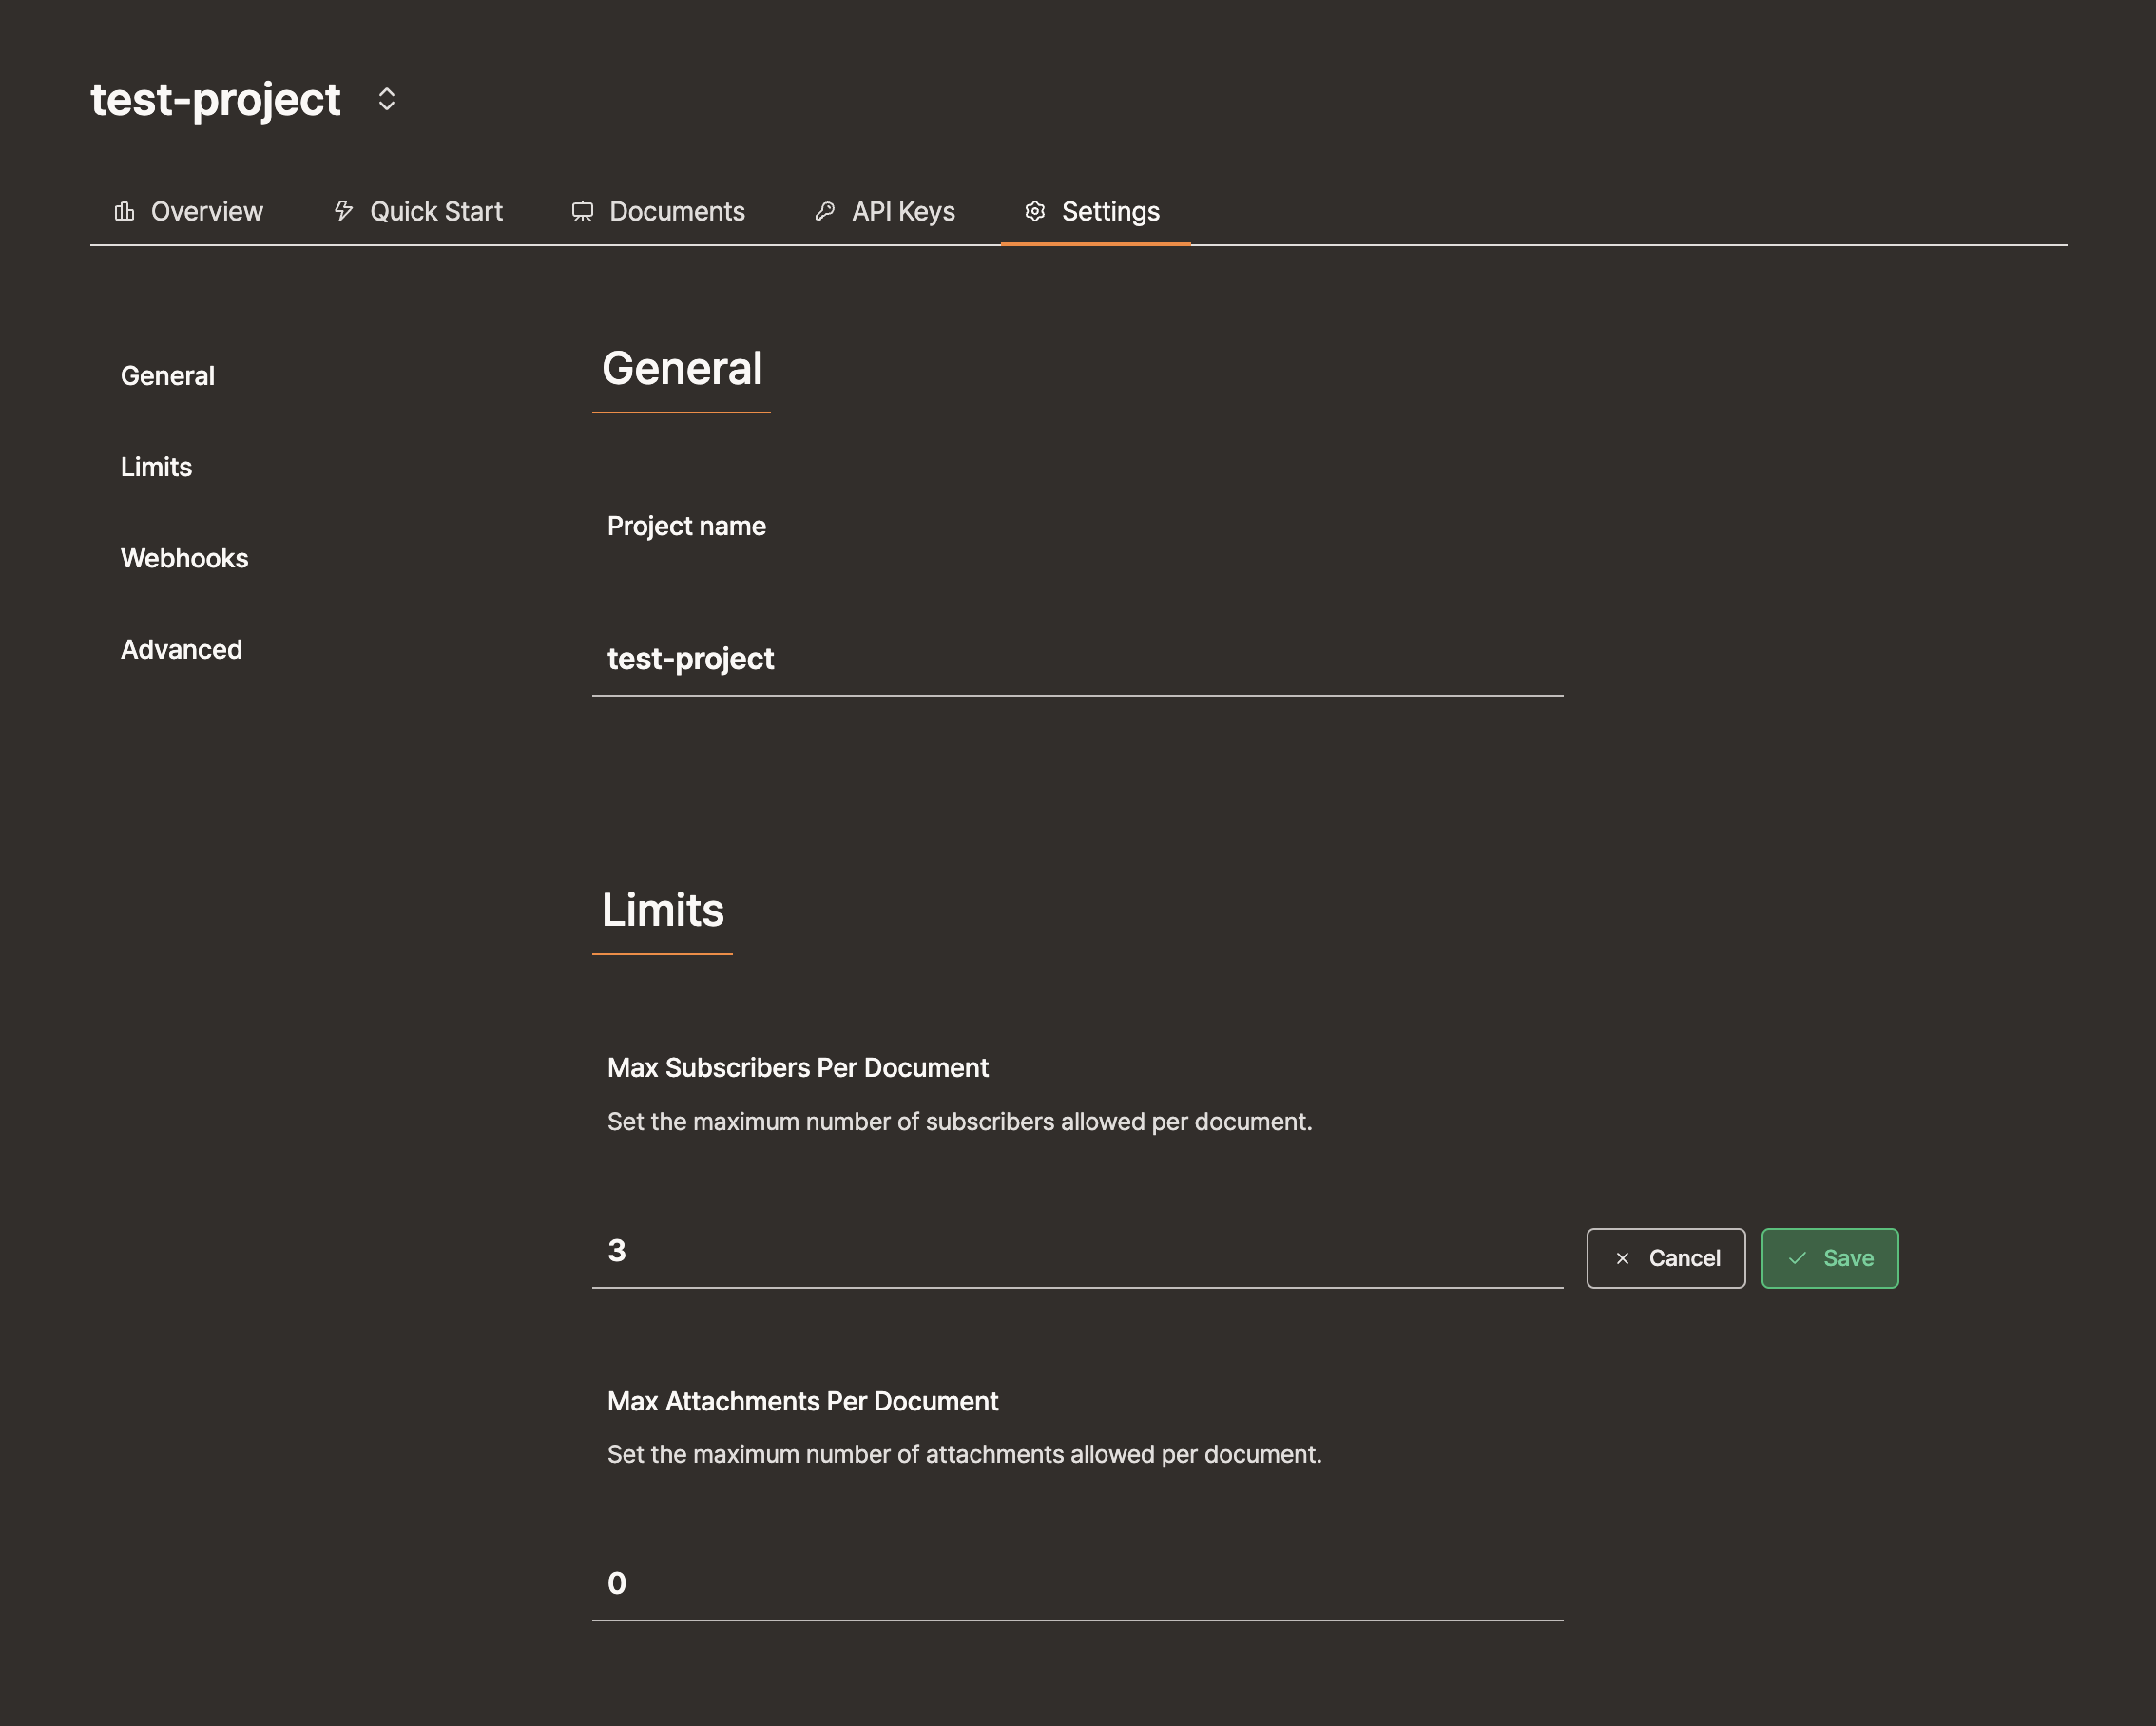 test-project
Overview Quick Start Documents API Keys Settings
General
Limits
Webhooks
Advanced
General
Project name
test-project
Limits
Max Subscribers Per Document
Set the maximum number of subscribers allowed per document.
3 Cancel Save
Max Attachments Per Document
Set the maximum number of attachments allowed per document.
0